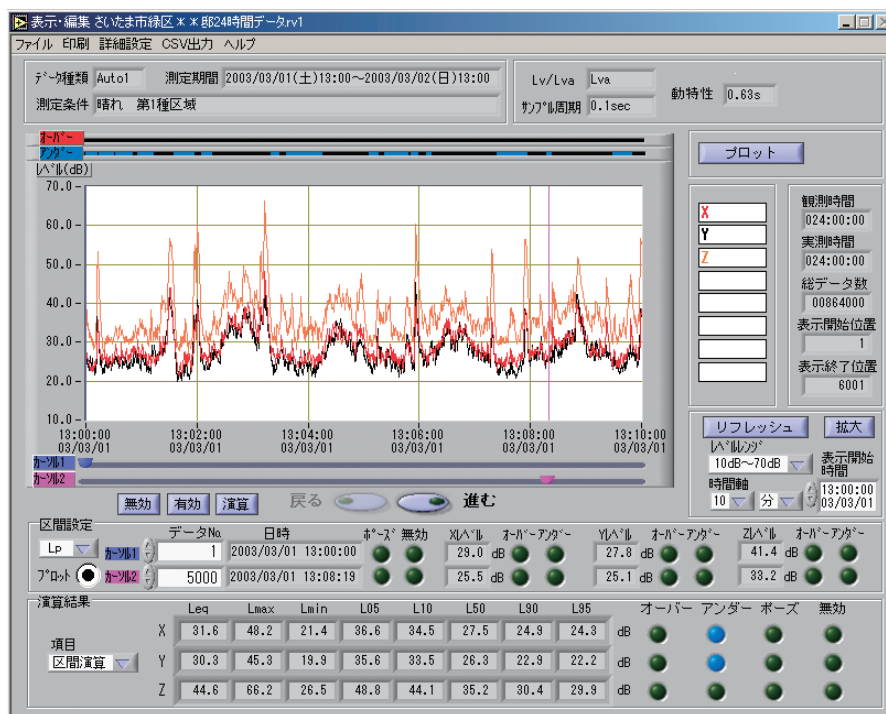 表示・編集 さいたま市緑区＊＊邸24時間データ.rv1
ファイル 印刷 詳細設定 CSV出力 ヘルプ
データ種類 Auto1 測定期間 2003/03/01(土)13:00～2003/03/02(日)13:00
測定条件 晴れ 第1種区域
Lv/Lva Lva
サンプル周期 0.1sec
動特性 0.63s
オーバー
アンダー
レベル(dB)
70.0
60.0
50.0
40.0
30.0
20.0
10.0
13:00:00 13:02:00 13:04:00 13:06:00 13:08:00 13:10:00
03/03/01 03/03/01 03/03/01 03/03/01 03/03/01 03/03/01
カーソル1
カーソル2
プロット
X
Y
Z
観測時間
024:00:00
実測時間
024:00:00
総データ数
00864000
表示開始位置
1
表示終了位置
6001
リフレッシュ 拡大
レベルレンジ
10dB～70dB
時間軸
10 分
表示開始時間
13:00:00
03/03/01
無効 有効 演算 戻る 進む
区間設定
データNo. 日時 ポーズ 無効 Xレベル オーバーアンダー Yレベル オーバーアンダー Zレベル オーバーアンダー
Lp カーソル1 1 2003/03/01 13:00:00 29.0 dB 27.8 dB 41.4 dB
プロット カーソル2 5000 2003/03/01 13:08:19 25.5 dB 25.1 dB 33.2 dB
演算結果
Leq Lmax Lmin L05 L10 L50 L90 L95 オーバー アンダー ポーズ 無効
項目
区間演算
X 31.6 48.2 21.4 36.6 34.5 27.5 24.9 24.3 dB
Y 30.3 45.3 19.9 35.6 33.5 26.3 22.9 22.2 dB
Z 44.6 66.2 26.5 48.8 44.1 35.2 30.4 29.9 dB